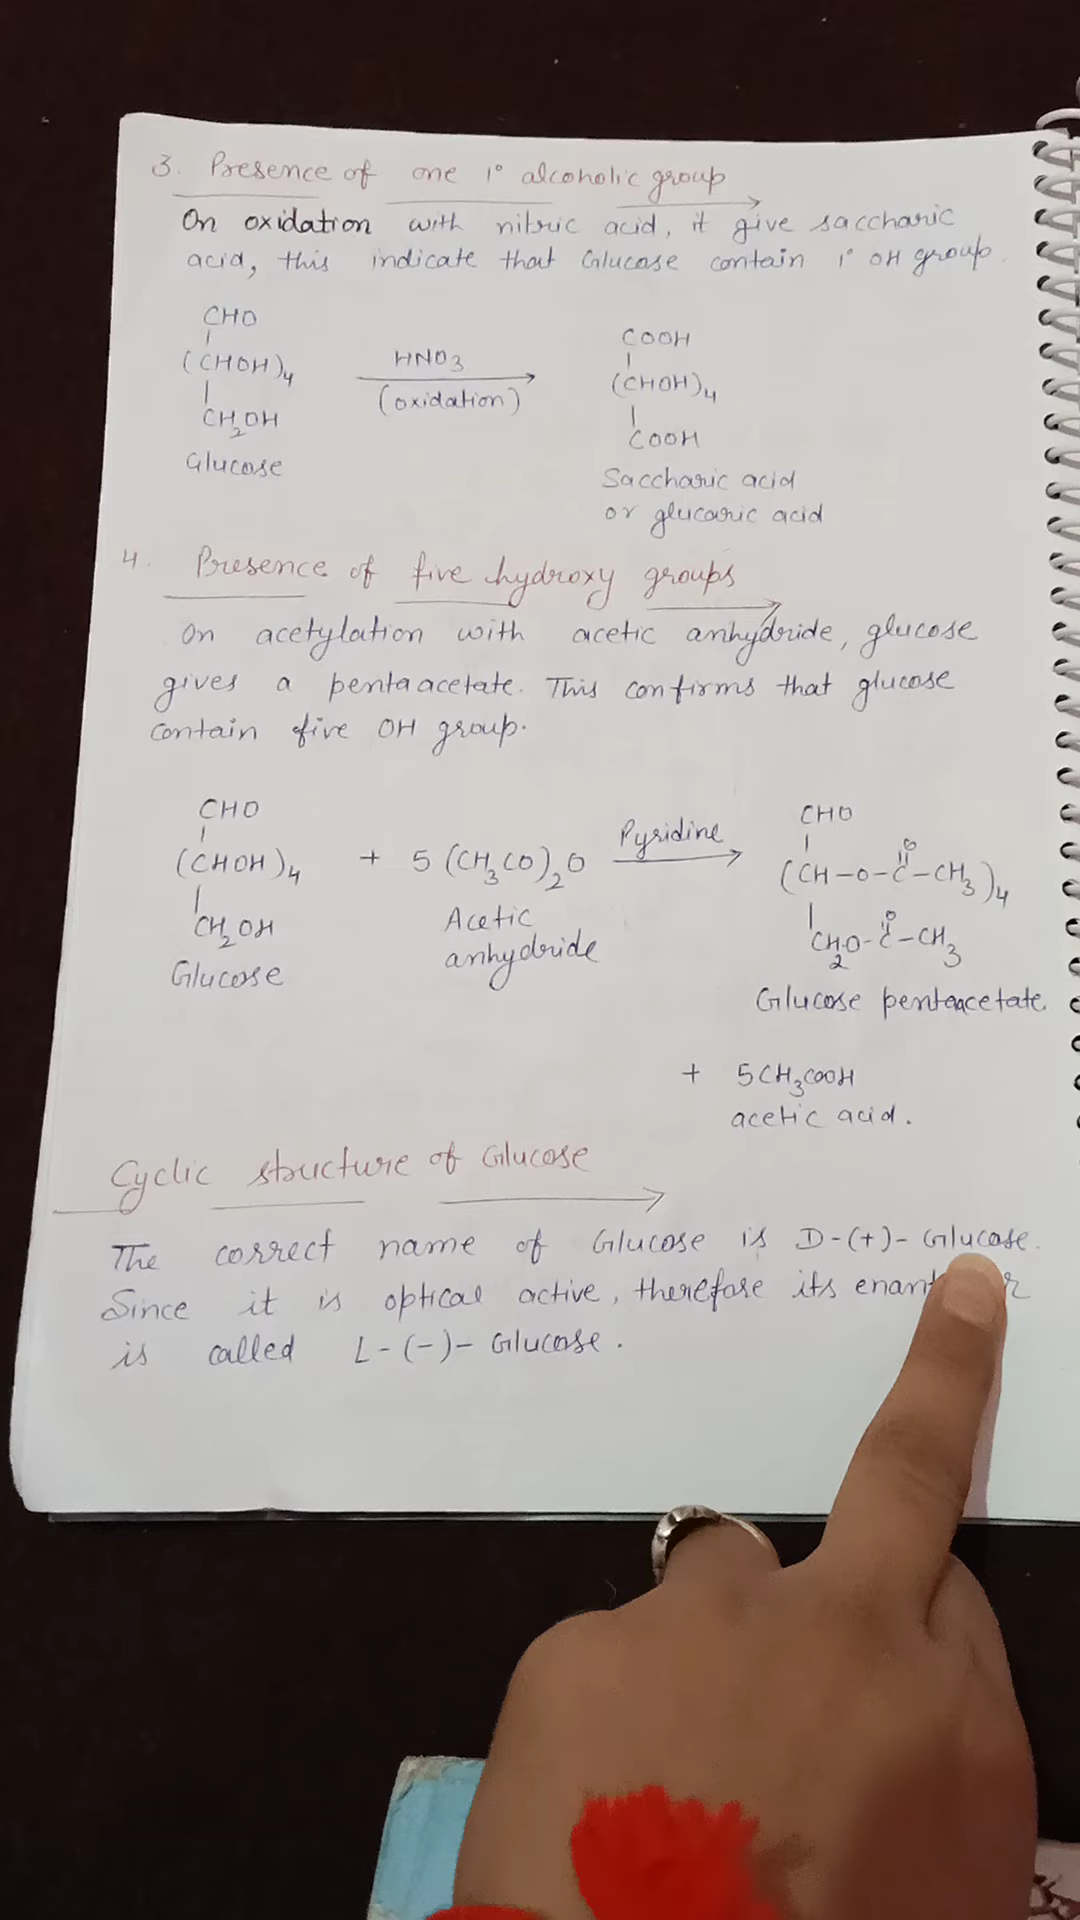 3. Presence of one 1° alcoholic group
On oxidation with nitric acid, it give saccharic
acid, this indicate that Glucose contain 1° OH group.
CHO
(CHOH)4
CH2OH
Glucose
HNO3
(oxidation)
COOH
(CHOH)4
COOH
Saccharic acid
or glucaric acid
4. Presence of five hydroxy groups
On acetylation with acetic anhydride, glucose
gives a pentaacetate. This confirms that glucose
contain five OH group.
CHO
(CHOH)4
CH2OH
Glucose
+ 5 (CH3CO)2O
Acetic
anhydride
Pyridine
CHO
O
(CH-O-C-CH3)4
O
CH2O-C-CH3
Glucose pentaacetate
+ 5CH3COOH
acetic acid.
Cyclic structure of Glucose
The correct name of Glucose is D-(+)- Glucose.
Since it is optical active, therefore its
is called L-(-)- Glucose.